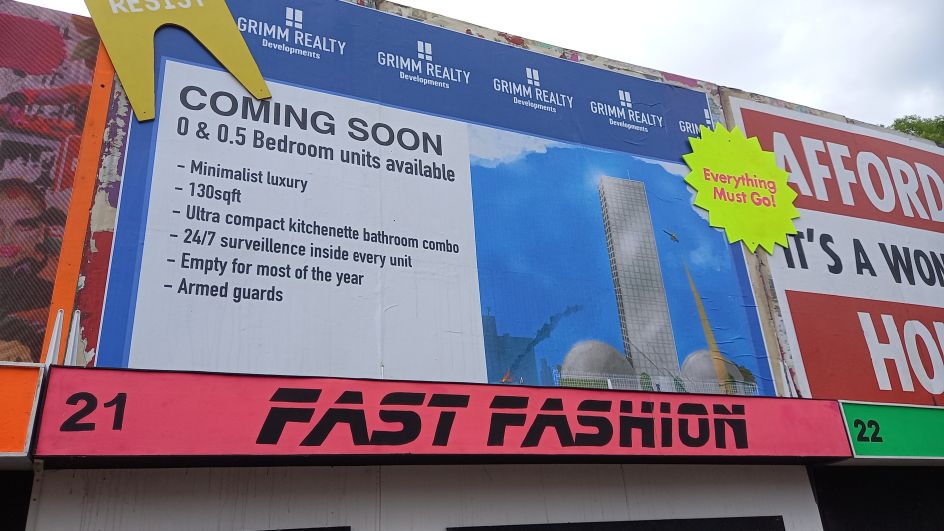 RESIST
GRIMM REALTY
Developments
GRIMM REALTY
Developments
GRIMM REALTY
Developments
GRIMM REALTY
Developments
GRIM
COMING SOON
0 & 0.5 Bedroom units available
- Minimalist luxury
- 130sqft
- Ultra compact kitchenette bathroom combo
- 24/7 surveillence inside every unit
- Empty for most of the year
- Armed guards
Everything
Must Go!
AFFORD
IT'S A WON
HO
21
FAST FASHION
22